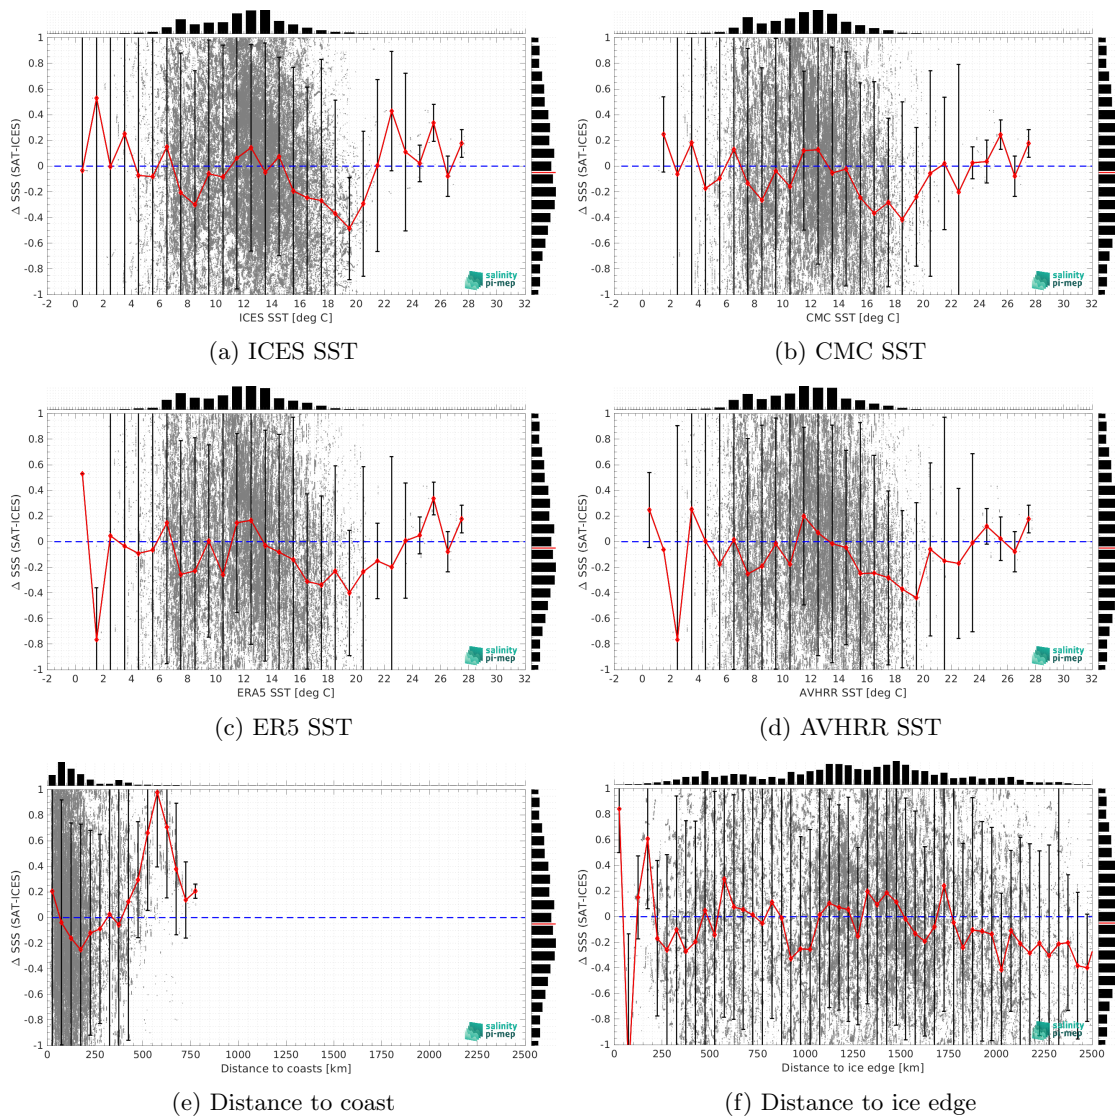 1
0.8
0.6
0.4
0.2
0
-0.2
-0.4
-0.6
-0.8
-1
Δ SSS (SAT-ICES)
-2 0 2 4 6 8 10 12 14 16 18 20 22 24 26 28 30 32
ICES SST [deg C]
salinity
pi-mep
(a) ICES SST
1
0.8
0.6
0.4
0.2
0
-0.2
-0.4
-0.6
-0.8
-1
Δ SSS (SAT-ICES)
-2 0 2 4 6 8 10 12 14 16 18 20 22 24 26 28 30 32
CMC SST [deg C]
salinity
pi-mep
(b) CMC SST
1
0.8
0.6
0.4
0.2
0
-0.2
-0.4
-0.6
-0.8
-1
Δ SSS (SAT-ICES)
-2 0 2 4 6 8 10 12 14 16 18 20 22 24 26 28 30 32
ERA5 SST [deg C]
salinity
pi-mep
(c) ER5 SST
1
0.8
0.6
0.4
0.2
0
-0.2
-0.4
-0.6
-0.8
-1
Δ SSS (SAT-ICES)
-2 0 2 4 6 8 10 12 14 16 18 20 22 24 26 28 30 32
AVHRR SST [deg C]
salinity
pi-mep
(d) AVHRR SST
1
0.8
0.6
0.4
0.2
0
-0.2
-0.4
-0.6
-0.8
-1
Δ SSS (SAT-ICES)
0 250 500 750 1000 1250 1500 1750 2000 2250 2500
Distance to coasts [km]
salinity
pi-mep
(e) Distance to coast
1
0.8
0.6
0.4
0.2
0
-0.2
-0.4
-0.6
-0.8
-1
Δ SSS (SAT-ICES)
0 250 500 750 1000 1250 1500 1750 2000 2250 2500
Distance to ice edge [km]
salinity
pi-mep
(f) Distance to ice edge